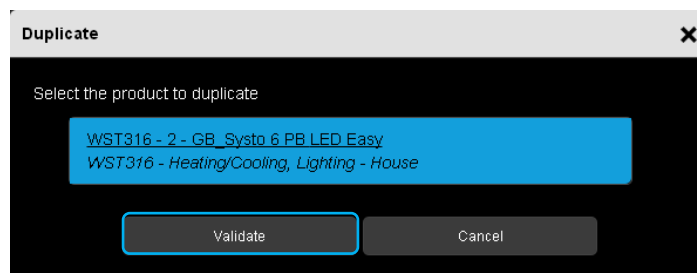 Duplicate
Select the product to duplicate
WST316 - 2 - GB_Systo 6 PB LED Easy
WST316 - Heating/Cooling, Lighting - House
Validate
Cancel